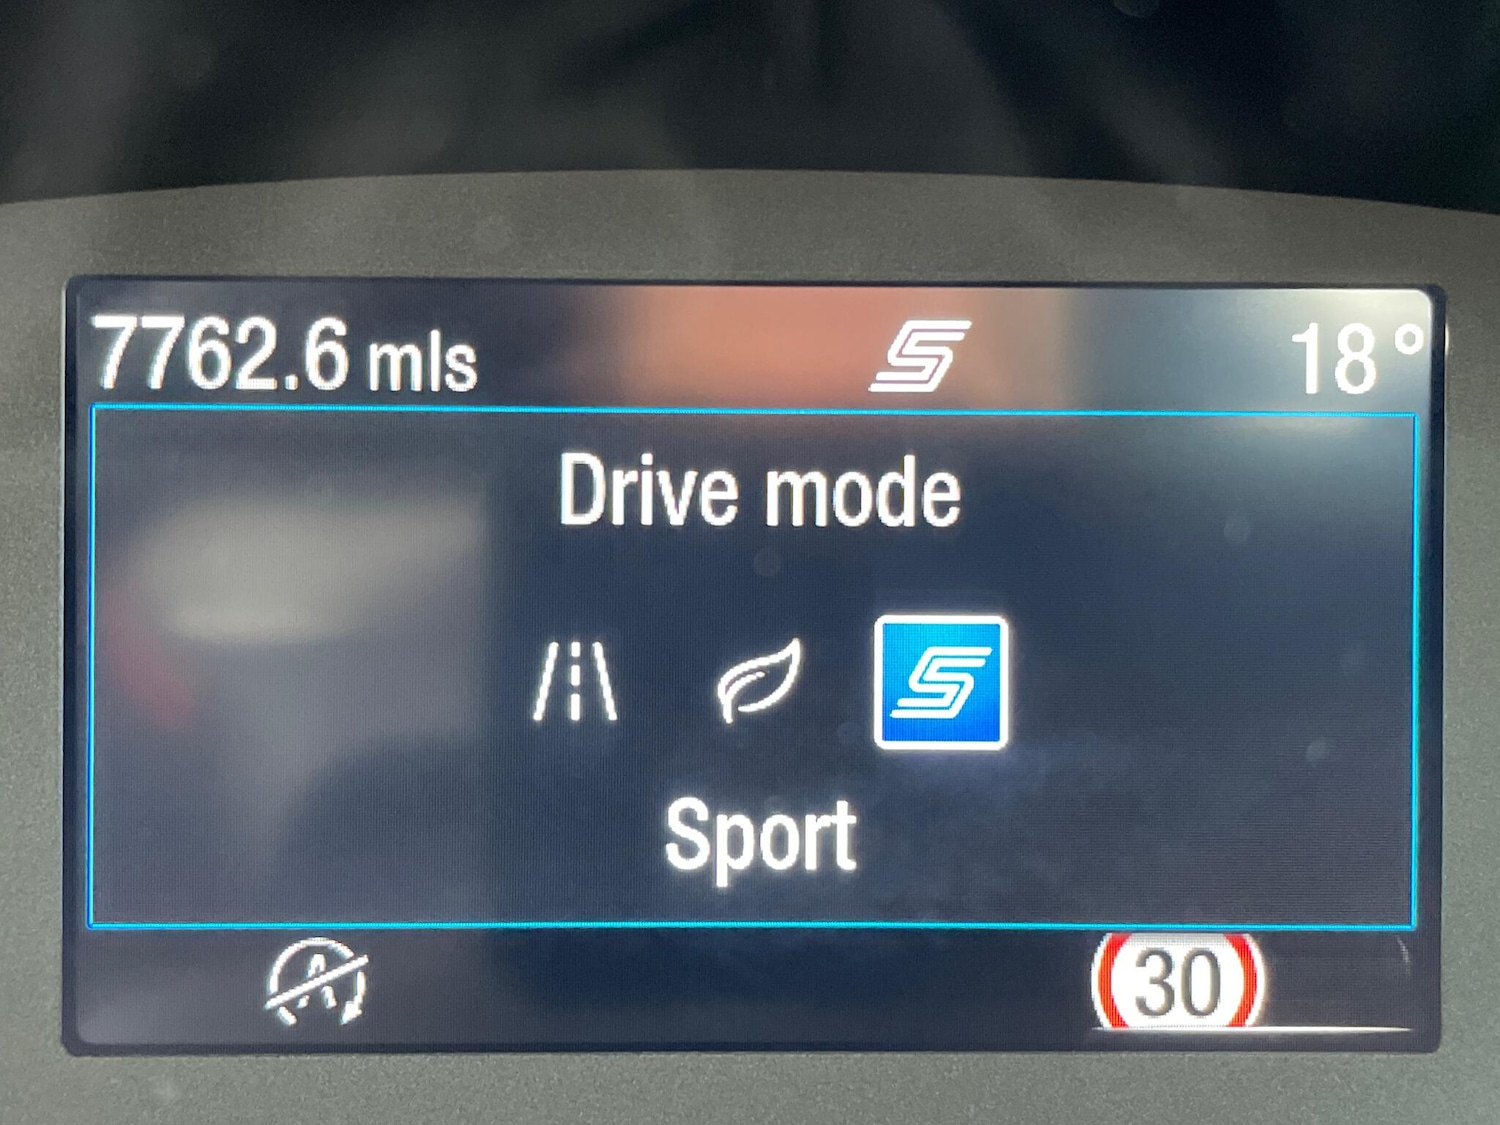 7762.6 mls S 18°
Drive mode
S
Sport
A 30